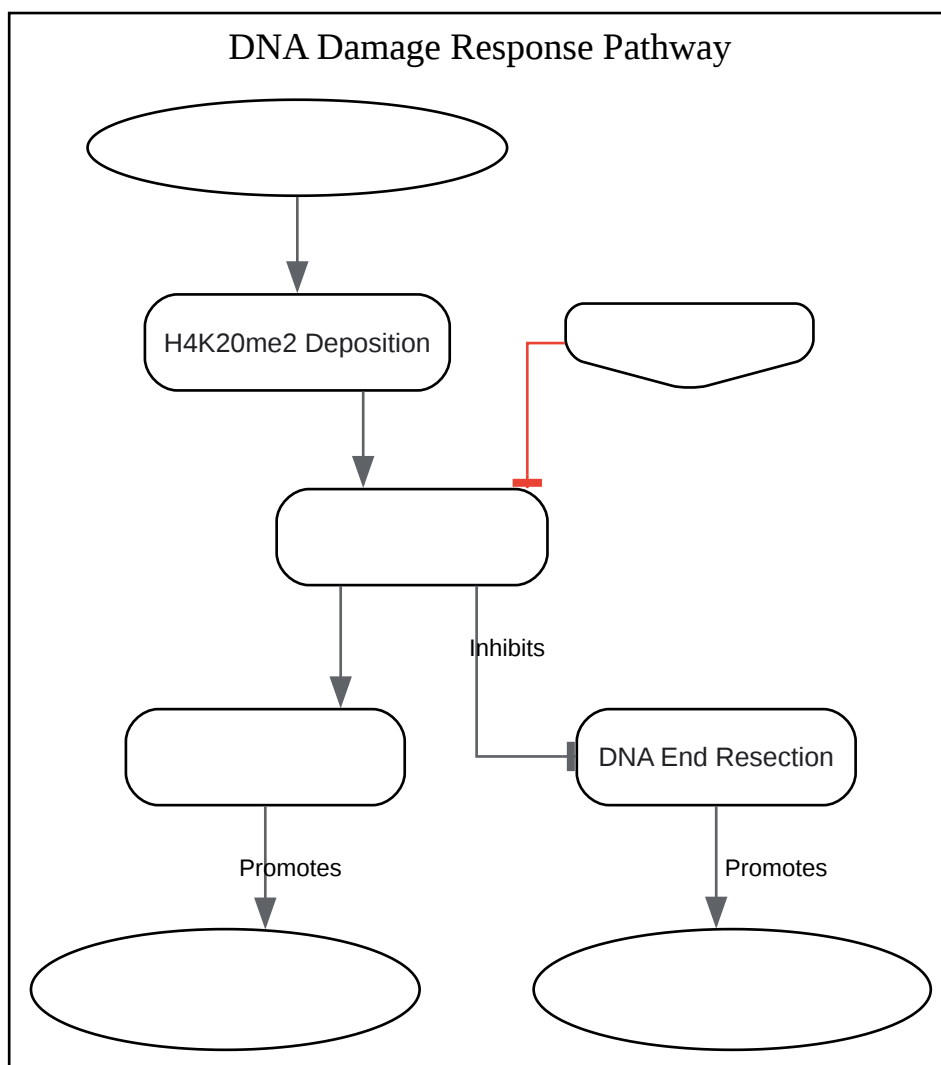 DNA Damage Response Pathway
H4K20me2 Deposition
Inhibits
DNA End Resection
Promotes
Promotes